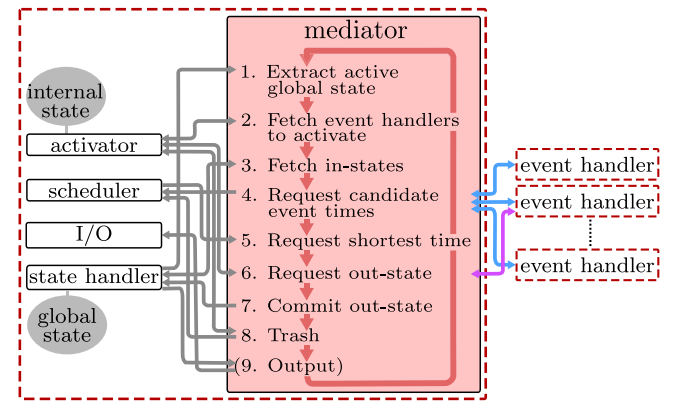 mediator
internal
state
activator
scheduler
I/O
state handler
global
state
1. Extract active
global state
2. Fetch event handlers
to activate
3. Fetch in-states
4. Request candidate
event times
5. Request shortest time
6. Request out-state
7. Commit out-state
8. Trash
(9. Output)
event handler
event handler
event handler